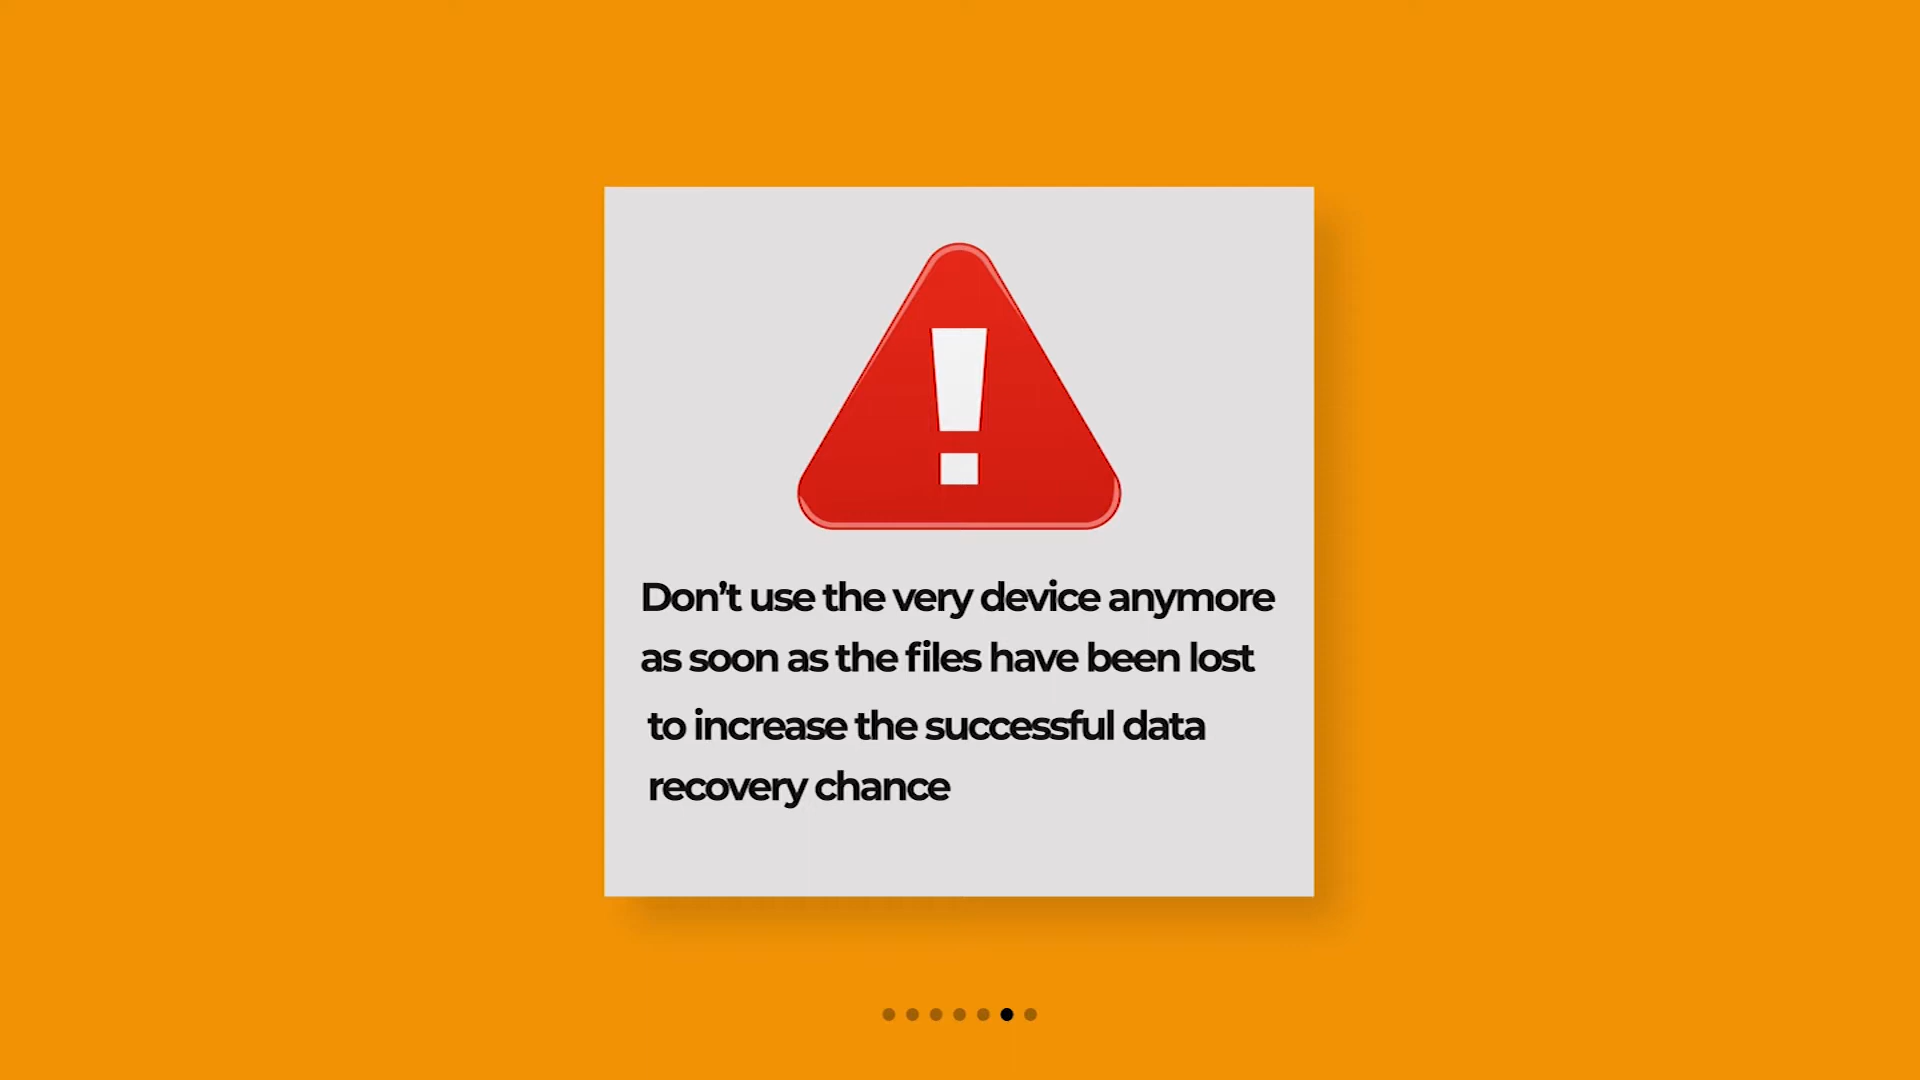 Don’t use the very device anymore
as soon as the files have been lost
to increase the successful data
recovery chance